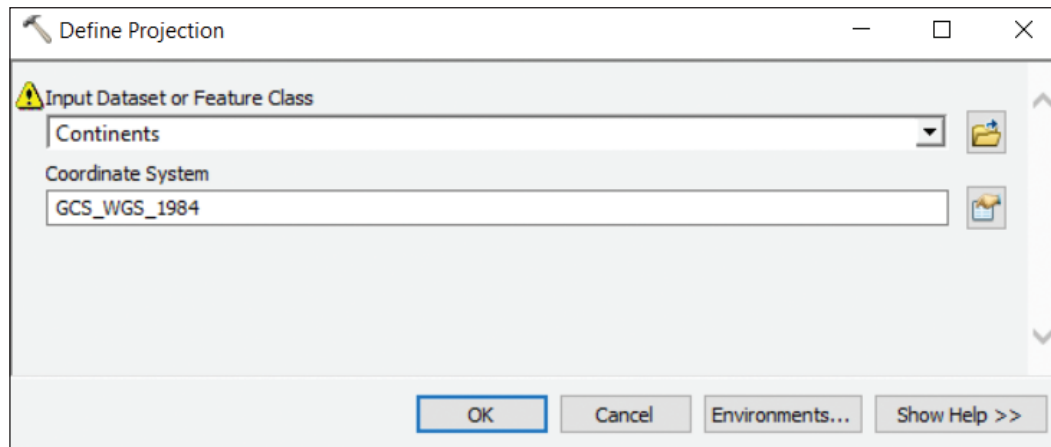 Define Projection
Input Dataset or Feature Class
Continents
Coordinate System
GCS_WGS_1984
OK Cancel Environments... Show Help >>